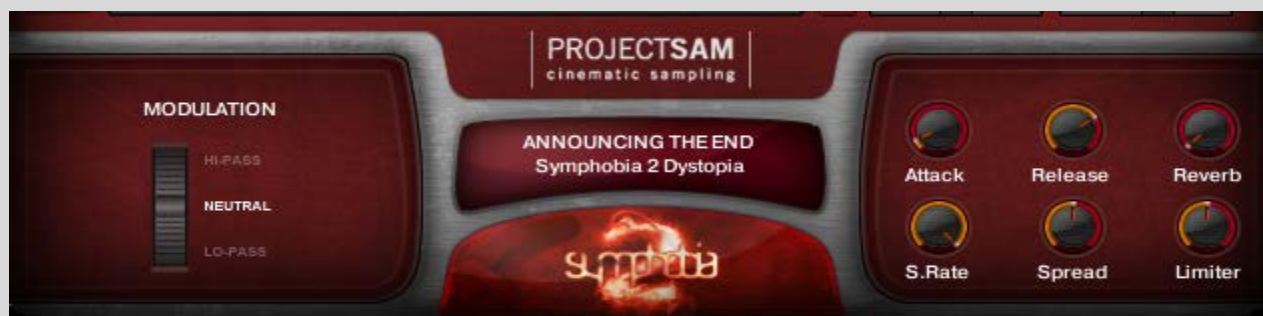 PROJECTSAM
cinematic sampling
MODULATION
HI-PASS
NEUTRAL
LO-PASS
ANNOUNCING THE END
Symphobia 2 Dystopia
symphobia
2
Attack Release Reverb
S.Rate Spread Limiter